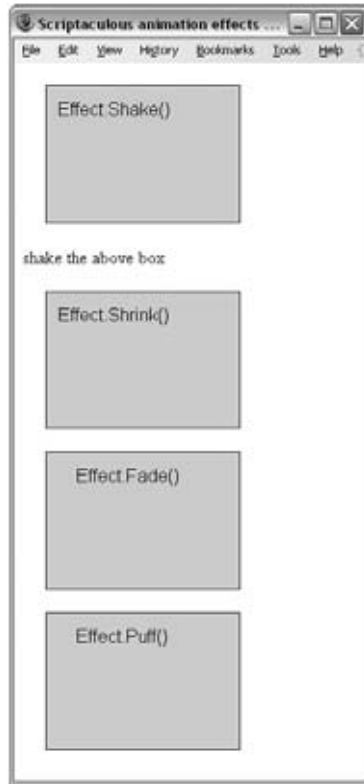 Scriptaculous animation effects ...
File Edit View History Bookmarks Tools Help
Effect.Shake()
shake the above box
Effect.Shrink()
Effect.Fade()
Effect.Puff()